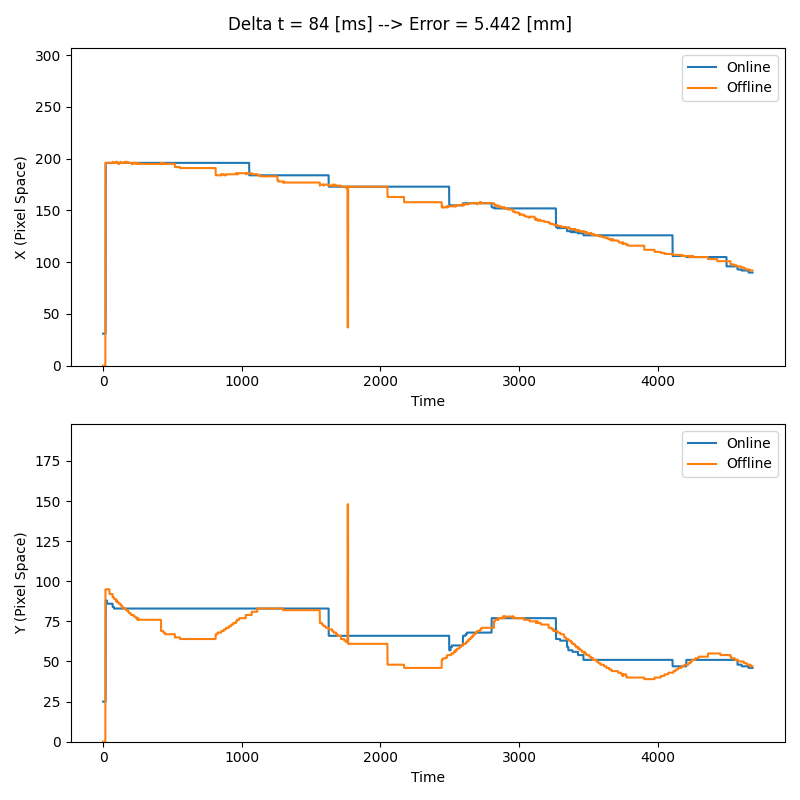 Delta t = 84 [ms] --> Error = 5.442 [mm]
300
250
200
150
100
50
0
X (Pixel Space)
Online
Offline
0
1000
2000
3000
4000
Time
175
150
125
100
75
50
25
0
Y (Pixel Space)
Online
Offline
0
1000
2000
3000
4000
Time